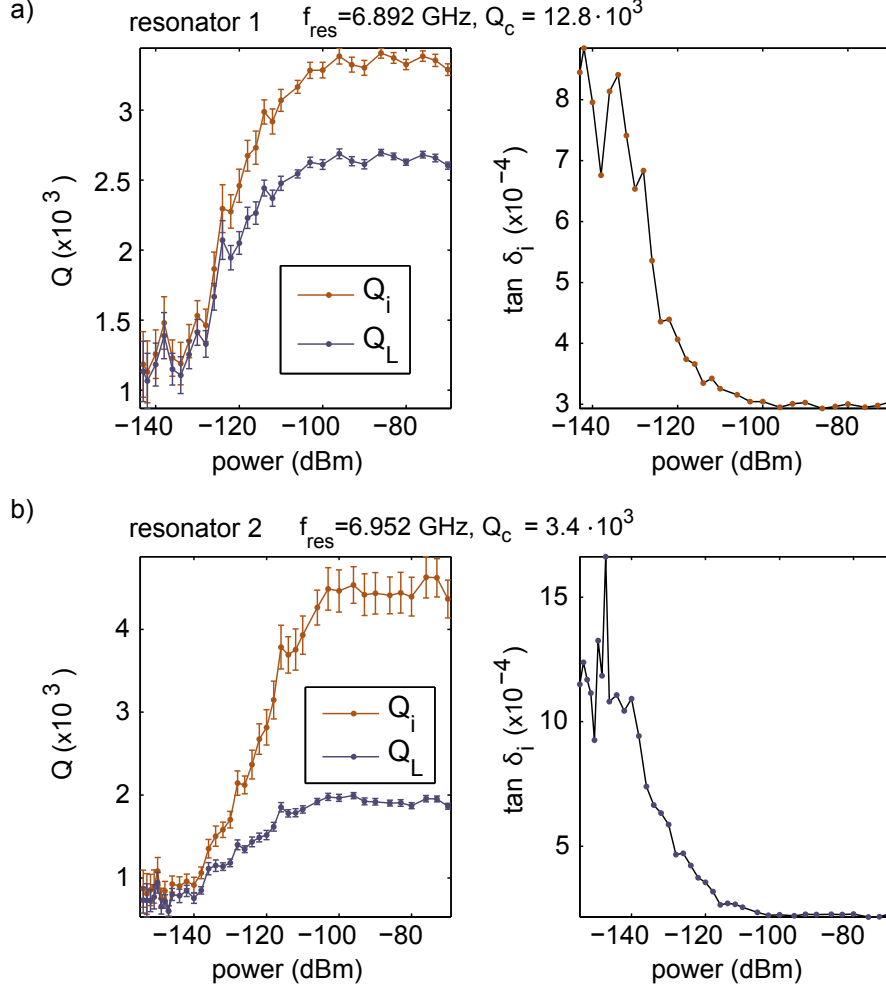 a)
resonator 1 f_res=6.892 GHz, Q_c = 12.8 · 10^3
Q (x10^3)
3
2.5
2
1.5
1
Q_i
Q_L
−140 −120 −100 −80
power (dBm)
tan δ_i (x10^−4)
8
7
6
5
4
3
−140 −120 −100 −80
power (dBm)
b)
resonator 2 f_res=6.952 GHz, Q_c = 3.4 · 10^3
Q (x10^3)
4
3
2
1
Q_i
Q_L
−140 −120 −100 −80
power (dBm)
tan δ_i (x10^−4)
15
10
5
−140 −120 −100 −80
power (dBm)